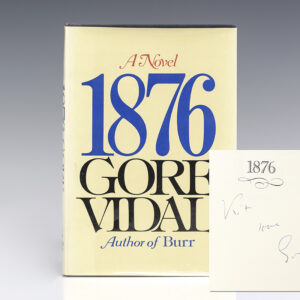 A Novel
1876
GORE
VIDAL
Author of Burr
1876